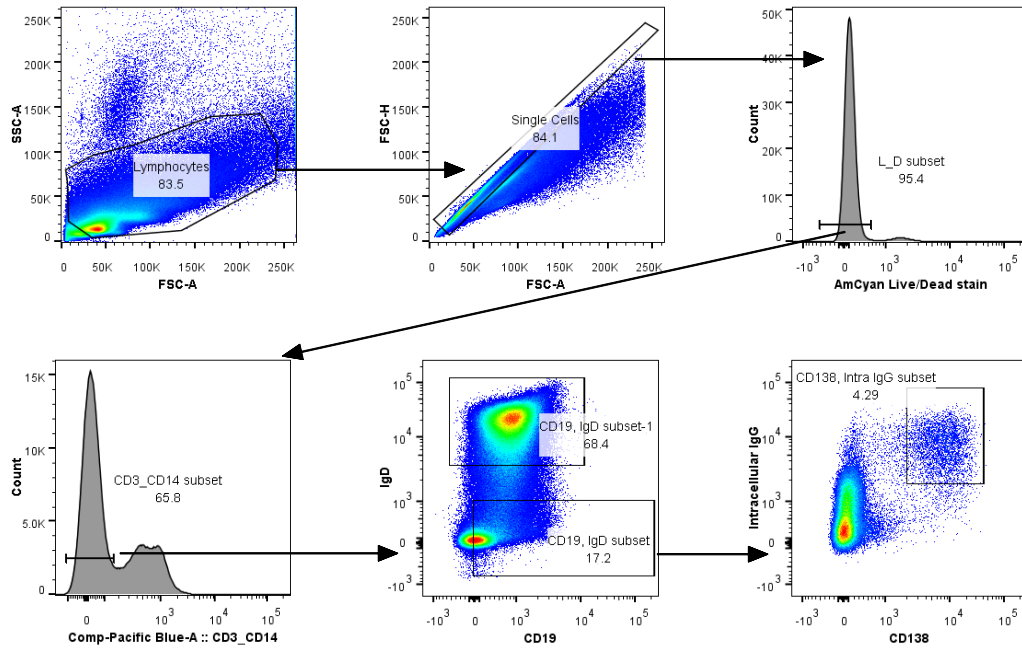 250K
200K
150K
100K
50K
0
SSC-A
Lymphocytes
83.5
0 50K 100K 150K 200K 250K
FSC-A
250K
200K
150K
100K
50K
0
FSC-H
Single Cells
84.1
0 50K 100K 150K 200K 250K
FSC-A
50K
40K
30K
20K
10K
0
Count
L_D subset
95.4
-10^3 0 10^3 10^4 10^5
AmCyan Live/Dead stain
15K
10K
5.0K
0
Count
CD3_CD14 subset
65.8
0 10^3 10^4 10^5
Comp-Pacific Blue-A :: CD3_CD14
10^5
10^4
10^3
0
-10^3
IgD
CD19, IgD subset-1
68.4
CD19, IgD subset
17.2
-10^3 0 10^3 10^4 10^5
CD19
10^5
10^4
10^3
0
-10^3
Intracellular IgG
CD138, Intra IgG subset
4.29
-10^3 0 10^3 10^4 10^5
CD138